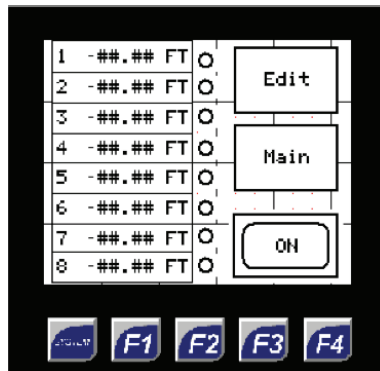 1 -##.## FT
2 -##.## FT
3 -##.## FT
4 -##.## FT
5 -##.## FT
6 -##.## FT
7 -##.## FT
8 -##.## FT
Edit
Main
ON
SYSTEM F1 F2 F3 F4